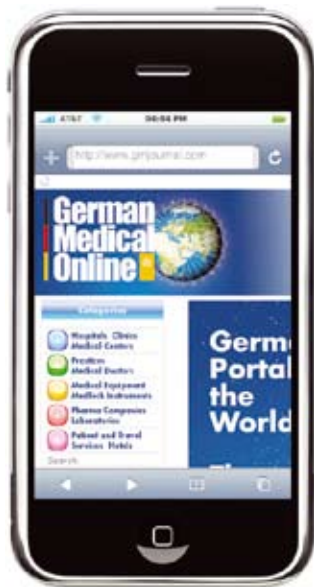 AT&T 04:54 PM
http://www.gmjournal.com
German
Medical
Online
Categories
Hospitals Clinics
Medical Centers
Practices
Medical Doctors
Medical Equipment
MedTech Instruments
Pharma Companies
Laboratories
Patient and Travel
Services Hotels
Search
Germ
Portal
the
World